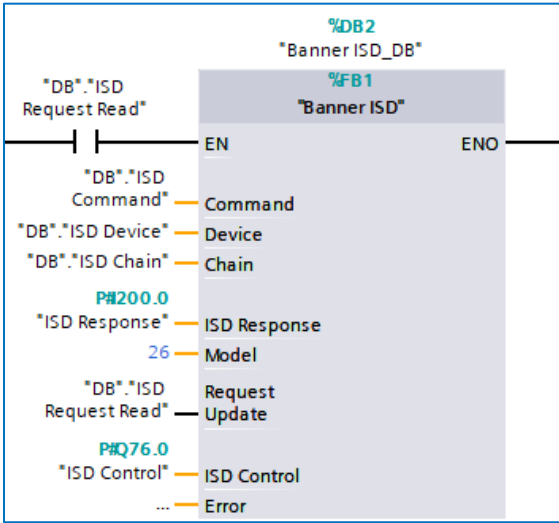 %DB2
"Banner ISD_DB"
"DB"."ISD
Request Read"
%FB1
"Banner ISD"
EN
ENO
"DB"."ISD
Command"
Command
"DB"."ISD Device"
Device
"DB"."ISD Chain"
Chain
P#I200.0
"ISD Response"
ISD Response
26
Model
"DB"."ISD
Request Read"
Request
Update
P#Q76.0
"ISD Control"
ISD Control
...
Error